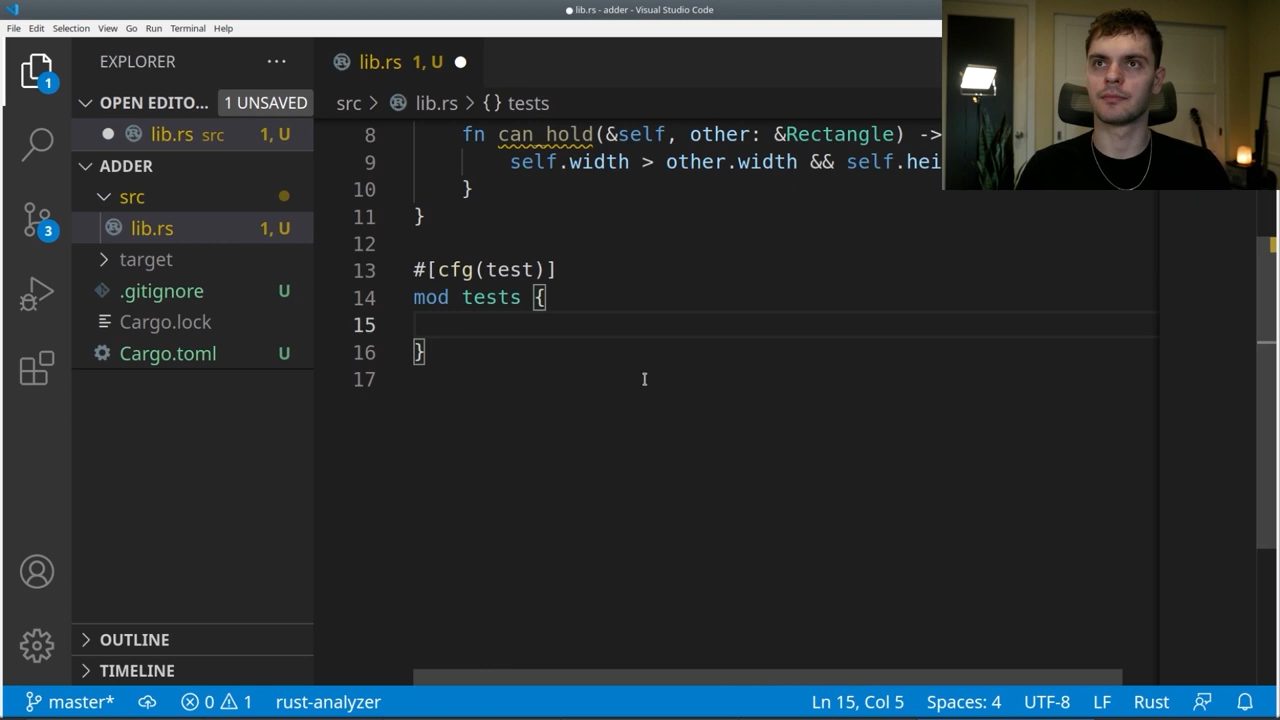 lib.rs - adder - Visual Studio Code
File Edit Selection View Go Run Terminal Help
EXPLORER
1
OPEN EDITO... 1 UNSAVED
lib.rs src 1, U
ADDER
src
lib.rs 1, U
3
target
.gitignore U
Cargo.lock
Cargo.toml U
OUTLINE
TIMELINE
lib.rs 1, U
src > lib.rs > {} tests
8 fn can_hold(&self, other: &Rectangle) ->
9 self.width > other.width && self.hei
10 }
11 }
12
13 #[cfg(test)]
14 mod tests {
15
16 }
17
master* 0 1 rust-analyzer Ln 15, Col 5 Spaces: 4 UTF-8 LF Rust